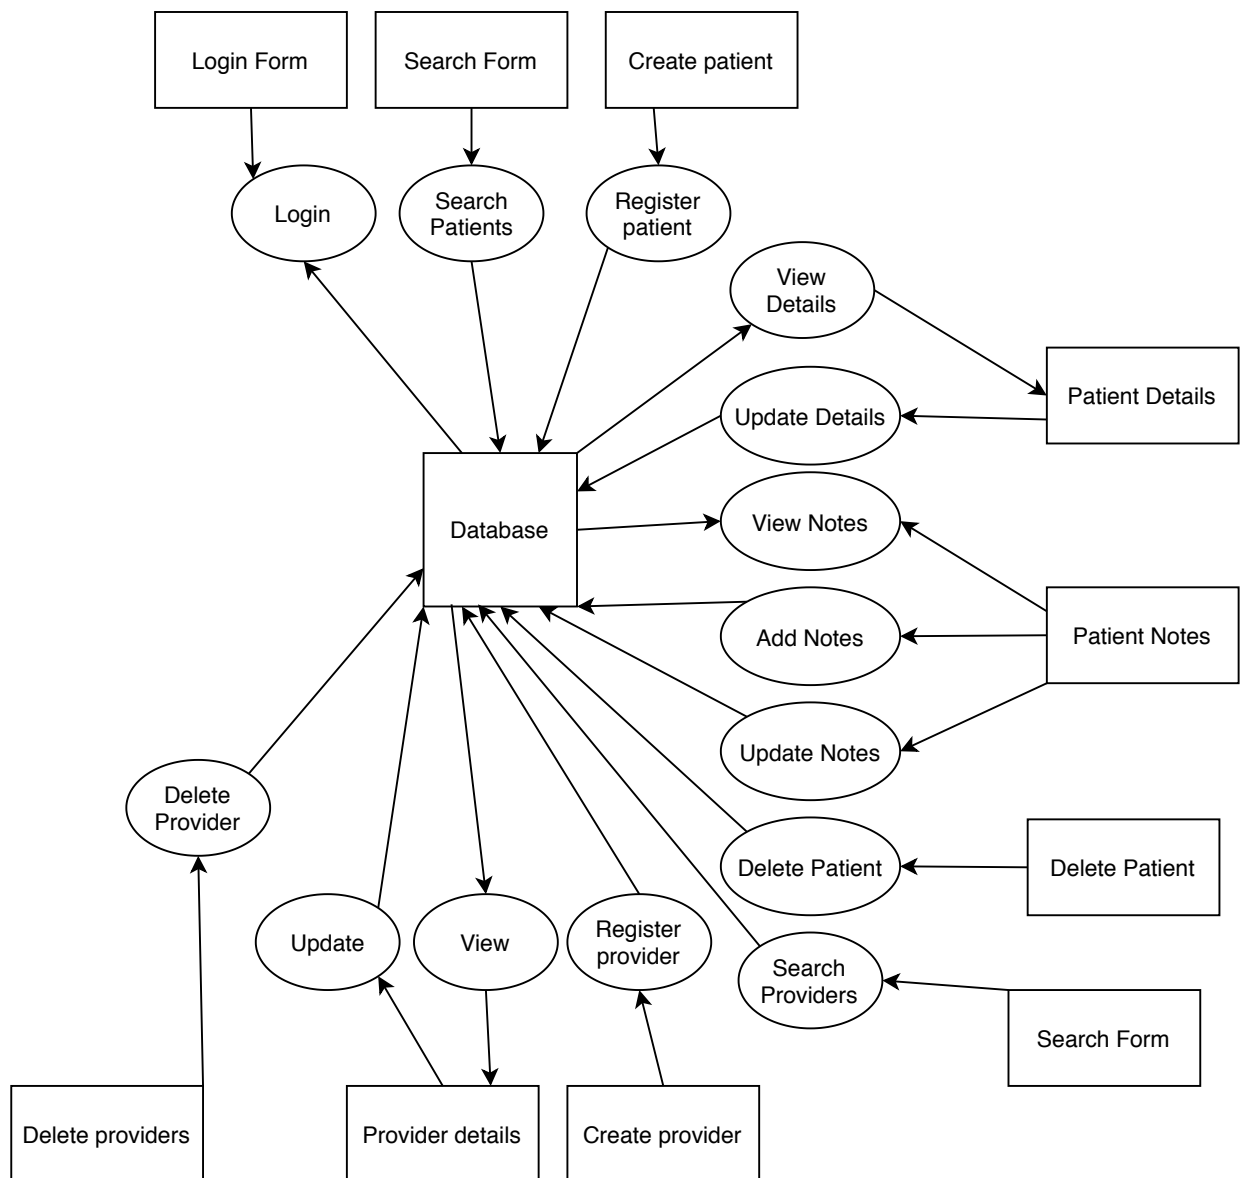 Login Form
Search Form
Create patient
Login
Search
Patients
Register
patient
View
Details
Patient Details
Update Details
Database
View Notes
Add Notes
Patient Notes
Update Notes
Delete
Provider
Delete Patient
Delete Patient
Update
View
Register
provider
Search
Providers
Search Form
Delete providers
Provider details
Create provider